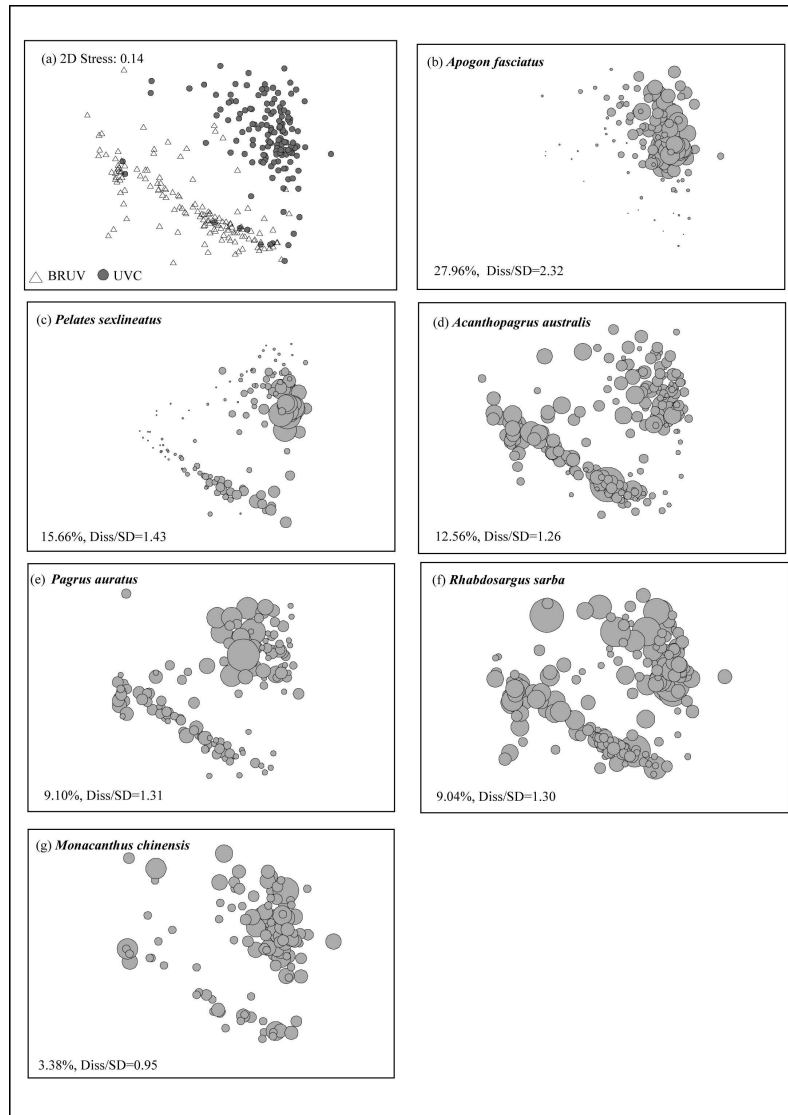 (a) 2D Stress: 0.14
BRUV UVC
(b) Apogon fasciatus
27.96%, Diss/SD=2.32
(c) Pelates sexlineatus
15.66%, Diss/SD=1.43
(d) Acanthopagrus australis
12.56%, Diss/SD=1.26
(e) Pagrus auratus
9.10%, Diss/SD=1.31
(f) Rhabdosargus sarba
9.04%, Diss/SD=1.30
(g) Monacanthus chinensis
3.38%, Diss/SD=0.95